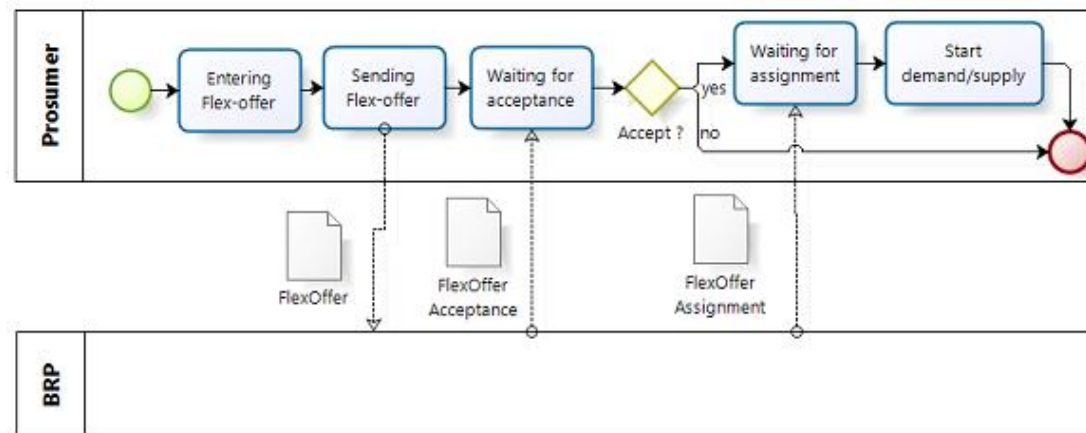 Prosumer
Entering
Flex-offer
Sending
Flex-offer
Waiting for
acceptance
Accept ?
yes
no
Waiting for
assignment
Start
demand/supply
FlexOffer
FlexOffer
Acceptance
FlexOffer
Assignment
BRP